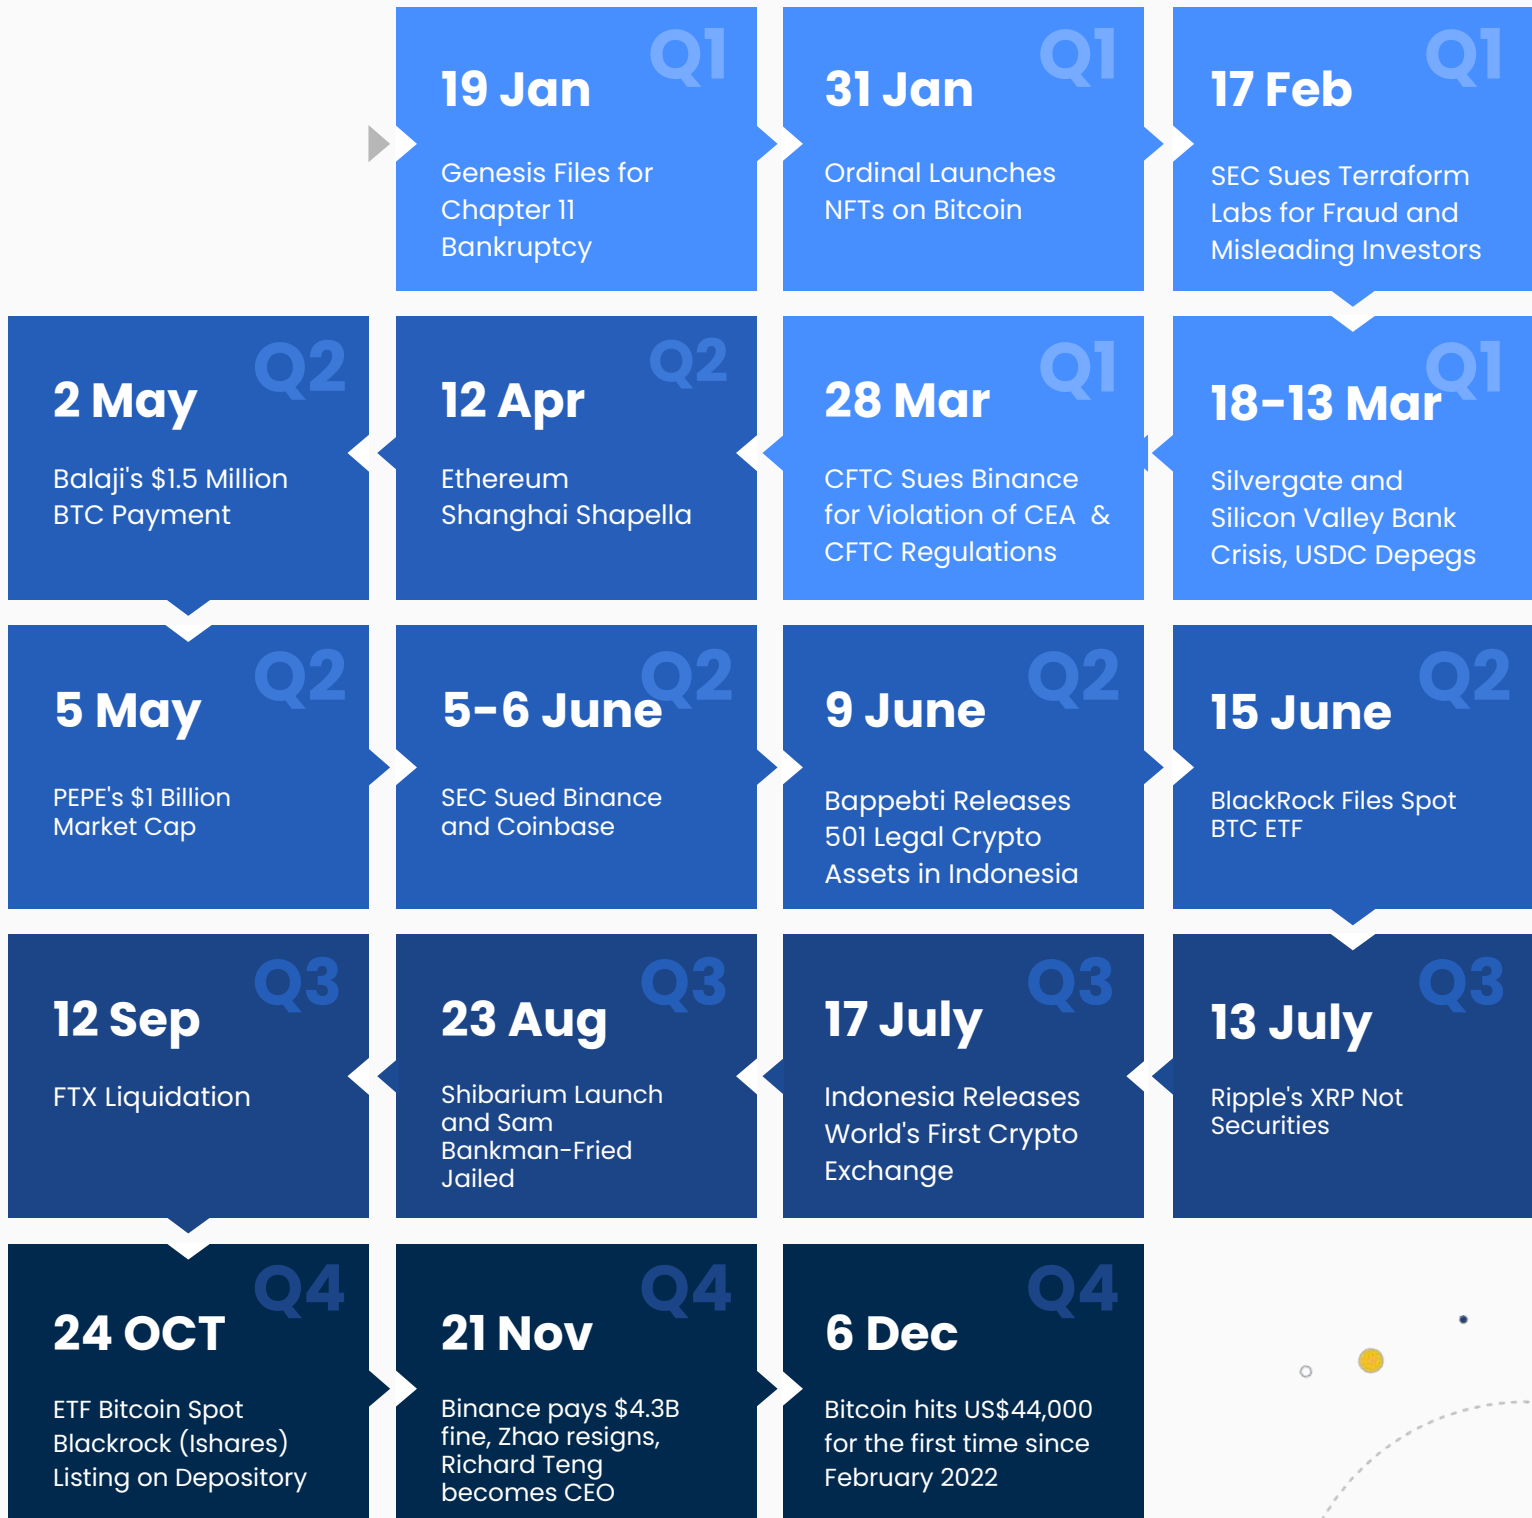 Q1
19 Jan
Genesis Files for
Chapter 11
Bankruptcy
Q1
31 Jan
Ordinal Launches
NFTs on Bitcoin
Q1
17 Feb
SEC Sues Terraform
Labs for Fraud and
Misleading Investors
Q1
18-13 Mar
Silvergate and
Silicon Valley Bank
Crisis, USDC Depegs
Q1
28 Mar
CFTC Sues Binance
for Violation of CEA &
CFTC Regulations
Q2
12 Apr
Ethereum
Shanghai Shapella
Q2
2 May
Balaji's $1.5 Million
BTC Payment
Q2
5 May
PEPE's $1 Billion
Market Cap
Q2
5-6 June
SEC Sued Binance
and Coinbase
Q2
9 June
Bappebti Releases
501 Legal Crypto
Assets in Indonesia
Q2
15 June
BlackRock Files Spot
BTC ETF
Q3
13 July
Ripple's XRP Not
Securities
Q3
17 July
Indonesia Releases
World's First Crypto
Exchange
Q3
23 Aug
Shibarium Launch
and Sam
Bankman-Fried
Jailed
Q3
12 Sep
FTX Liquidation
Q4
24 OCT
ETF Bitcoin Spot
Blackrock (Ishares)
Listing on Depository
Q4
21 Nov
Binance pays $4.3B
fine, Zhao resigns,
Richard Teng
becomes CEO
Q4
6 Dec
Bitcoin hits US$44,000
for the first time since
February 2022